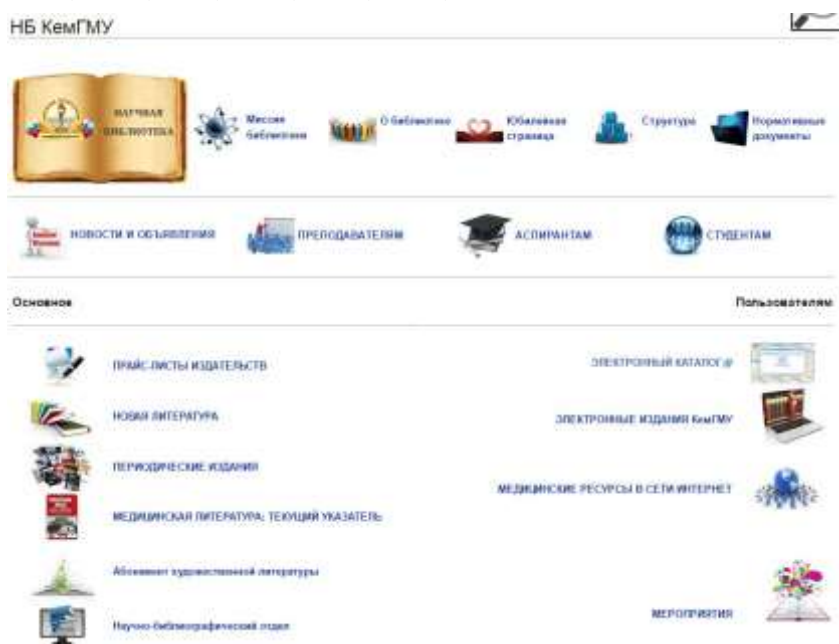 НБ КемГМУ
НАУЧНАЯ
БИБЛИОТЕКА
Миссия
библиотеки
О библиотеке
Юбилейная
страница
Структура
Нормативные
документы
НОВОСТИ И ОБЪЯВЛЕНИЯ
ПРЕПОДАВАТЕЛЯМ
АСПИРАНТАМ
СТУДЕНТАМ
Основное
Пользователям
ПРАЙС-ЛИСТЫ ИЗДАТЕЛЬСТВ
ЭЛЕКТРОННЫЙ КАТАЛОГ
НОВАЯ ЛИТЕРАТУРА
ЭЛЕКТРОННЫЕ ИЗДАНИЯ КемГМУ
ПЕРИОДИЧЕСКИЕ ИЗДАНИЯ
МЕДИЦИНСКИЕ РЕСУРСЫ В СЕТИ ИНТЕРНЕТ
МЕДИЦИНСКАЯ ЛИТЕРАТУРА: ТЕКУЩИЙ УКАЗАТЕЛЬ
Абонемент художественной литературы
Научно-библиографический отдел
МЕРОПРИЯТИЯ